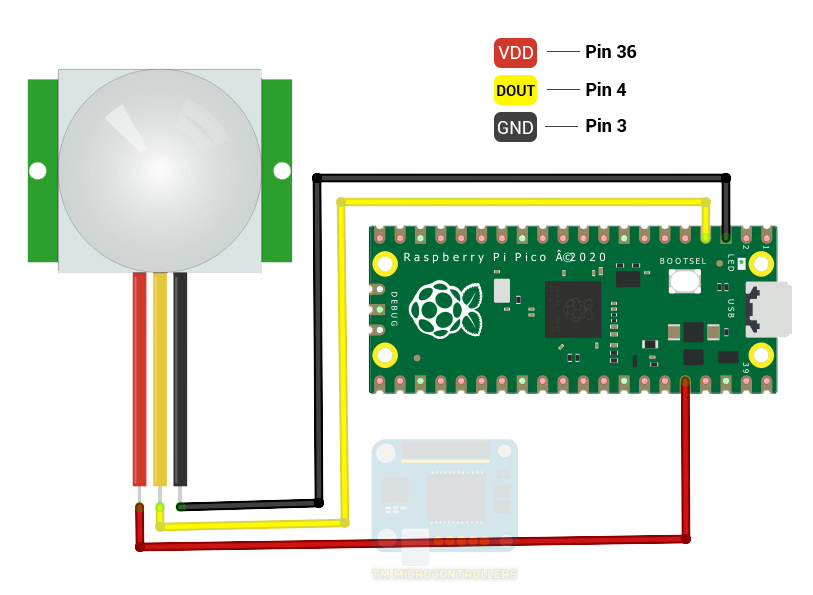 VDD Pin 36
DOUT Pin 4
GND Pin 3
Raspberry Pi Pico Â©2020
BOOTSEL
LED
2
1
DEBUG
USB
39
TM MICROCONTROLLERS